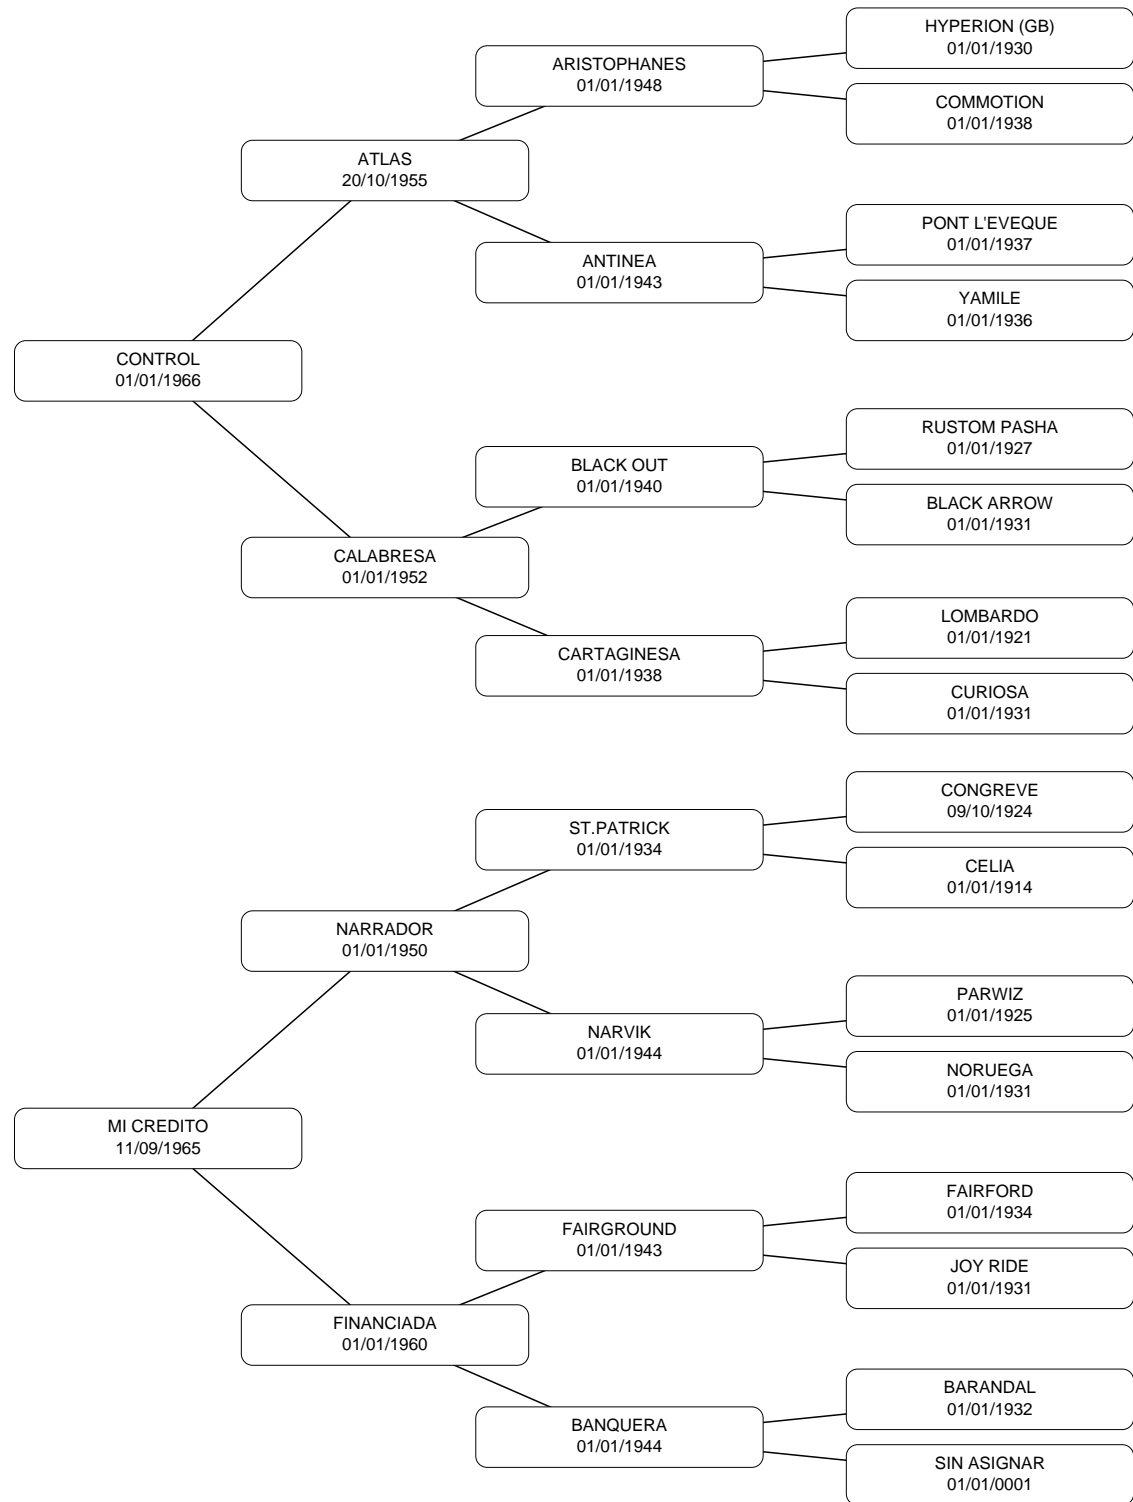 HYPERION (GB)
01/01/1930
ARISTOPHANES
01/01/1948
COMMOTION
01/01/1938
ATLAS
20/10/1955
PONT L'EVEQUE
01/01/1937
ANTINEA
01/01/1943
YAMILE
01/01/1936
CONTROL
01/01/1966
RUSTOM PASHA
01/01/1927
BLACK OUT
01/01/1940
BLACK ARROW
01/01/1931
CALABRESA
01/01/1952
LOMBARDO
01/01/1921
CARTAGINESA
01/01/1938
CURIOSA
01/01/1931
CONGREVE
09/10/1924
ST.PATRICK
01/01/1934
CELIA
01/01/1914
NARRADOR
01/01/1950
PARWIZ
01/01/1925
NARVIK
01/01/1944
NORUEGA
01/01/1931
MI CREDITO
11/09/1965
FAIRFORD
01/01/1934
FAIRGROUND
01/01/1943
JOY RIDE
01/01/1931
FINANCIADA
01/01/1960
BARANDAL
01/01/1932
BANQUERA
01/01/1944
SIN ASIGNAR
01/01/0001